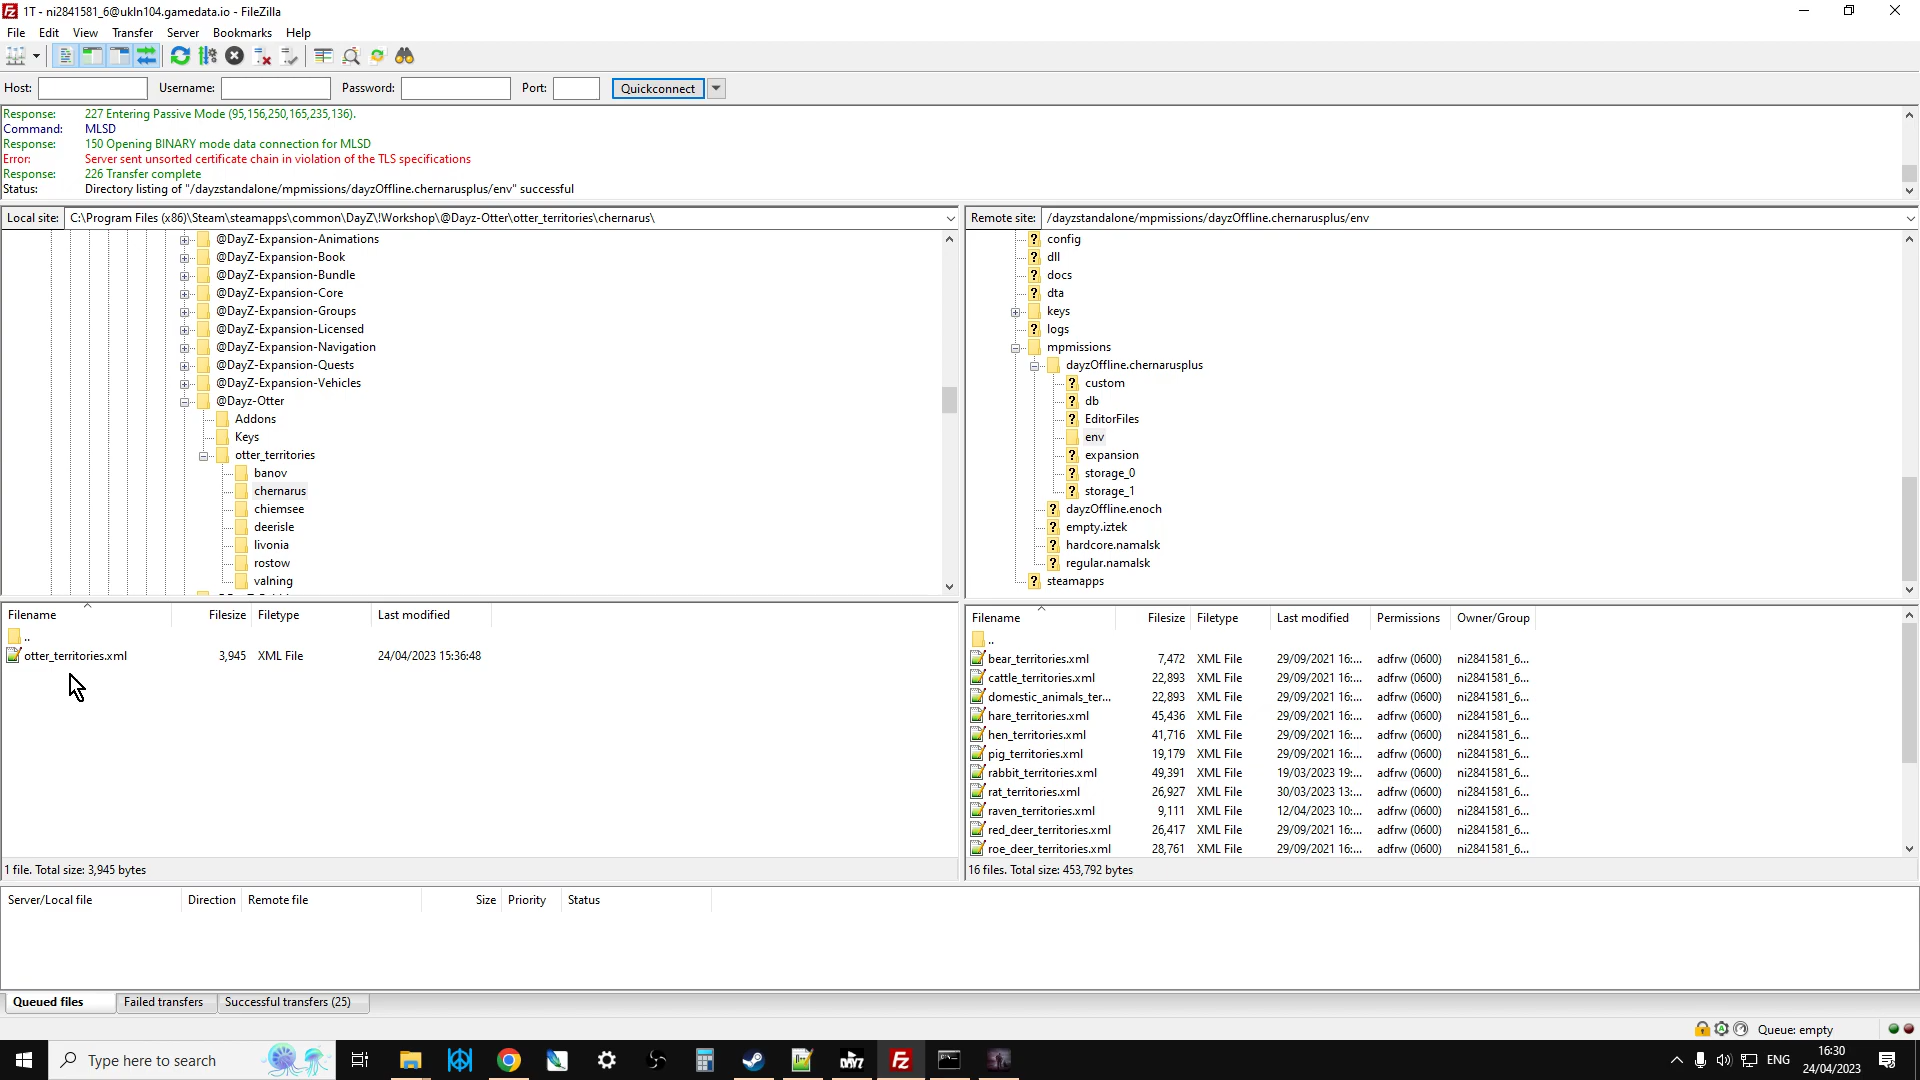 1T - ni2841581_6@ukln104.gamedata.io - FileZilla
File Edit View Transfer Server Bookmarks Help
Host: Username: Password: Port: Quickconnect
Response: 227 Entering Passive Mode (95,156,250,165,235,136).
Command: MLSD
Response: 150 Opening BINARY mode data connection for MLSD
Error: Server sent unsorted certificate chain in violation of the TLS specifications
Response: 226 Transfer complete
Status: Directory listing of "/dayzstandalone/mpmissions/dayzOffline.chernarusplus/env" successful
Local site: C:\Program Files (x86)\Steam\steamapps\common\DayZ\!Workshop\@Dayz-Otter\otter_territories\chernarus\
@DayZ-Expansion-Animations
@DayZ-Expansion-Book
@DayZ-Expansion-Bundle
@DayZ-Expansion-Core
@DayZ-Expansion-Groups
@DayZ-Expansion-Licensed
@DayZ-Expansion-Navigation
@DayZ-Expansion-Quests
@DayZ-Expansion-Vehicles
@Dayz-Otter
Addons
Keys
otter_territories
banov
chernarus
chiemsee
deerisle
livonia
rostow
valning
Remote site: /dayzstandalone/mpmissions/dayzOffline.chernarusplus/env
config
dll
docs
dta
keys
logs
mpmissions
dayzOffline.chernarusplus
custom
db
EditorFiles
env
expansion
storage_0
storage_1
dayzOffline.enoch
empty.iztek
hardcore.namalsk
regular.namalsk
steamapps
Filename Filesize Filetype Last modified
..
otter_territories.xml 3,945 XML File 24/04/2023 15:36:48
1 file. Total size: 3,945 bytes
Filename Filesize Filetype Last modified Permissions Owner/Group
..
bear_territories.xml 7,472 XML File 29/09/2021 16:... adfrw (0600) ni2841581_6...
cattle_territories.xml 22,893 XML File 29/09/2021 16:... adfrw (0600) ni2841581_6...
domestic_animals_ter... 22,893 XML File 29/09/2021 16:... adfrw (0600) ni2841581_6...
hare_territories.xml 45,436 XML File 29/09/2021 16:... adfrw (0600) ni2841581_6...
hen_territories.xml 41,716 XML File 29/09/2021 16:... adfrw (0600) ni2841581_6...
pig_territories.xml 19,179 XML File 29/09/2021 16:... adfrw (0600) ni2841581_6...
rabbit_territories.xml 49,391 XML File 19/03/2023 19:... adfrw (0600) ni2841581_6...
rat_territories.xml 26,927 XML File 30/03/2023 13:... adfrw (0600) ni2841581_6...
raven_territories.xml 9,111 XML File 12/04/2023 10:... adfrw (0600) ni2841581_6...
red_deer_territories.xml 26,417 XML File 29/09/2021 16:... adfrw (0600) ni2841581_6...
roe_deer_territories.xml 28,761 XML File 29/09/2021 16:... adfrw (0600) ni2841581_6...
16 files. Total size: 453,792 bytes
Server/Local file Direction Remote file Size Priority Status
Queued files Failed transfers Successful transfers (25)
Queue: empty
Type here to search
ENG
16:30
24/04/2023